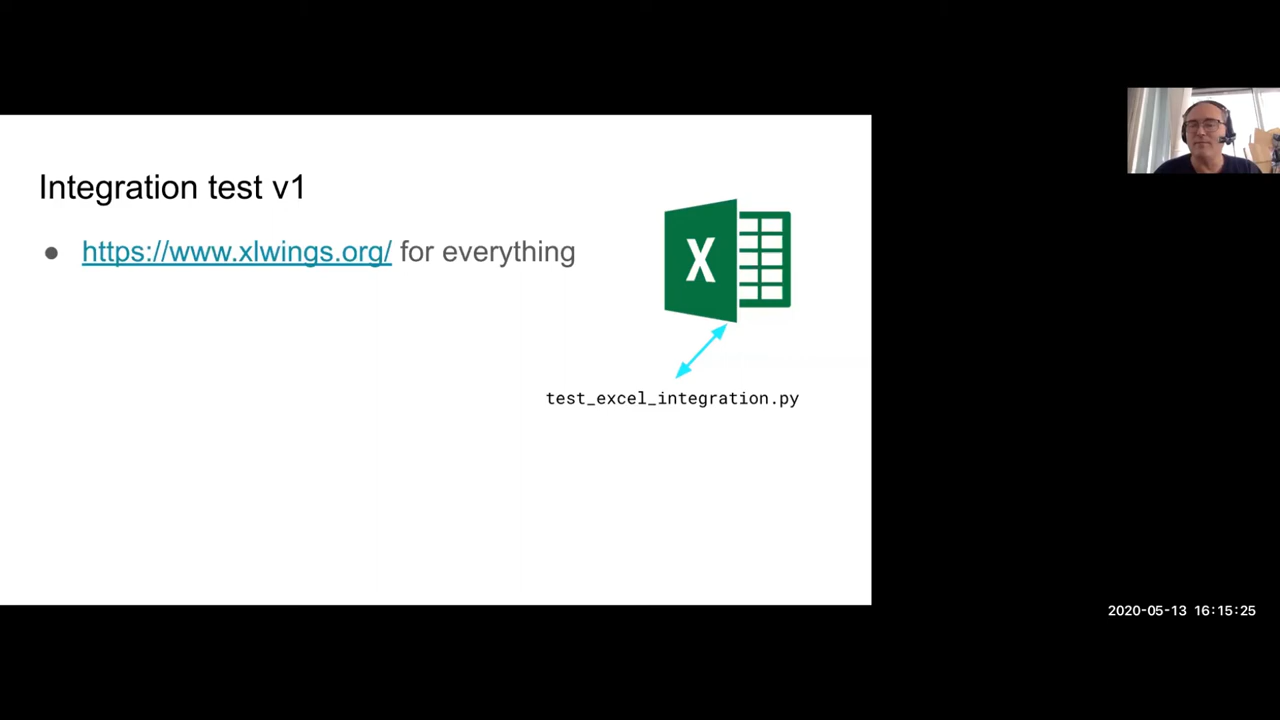 Integration test v1
● https://www.xlwings.org/ for everything
X
test_excel_integration.py
2020-05-13 16:15:25